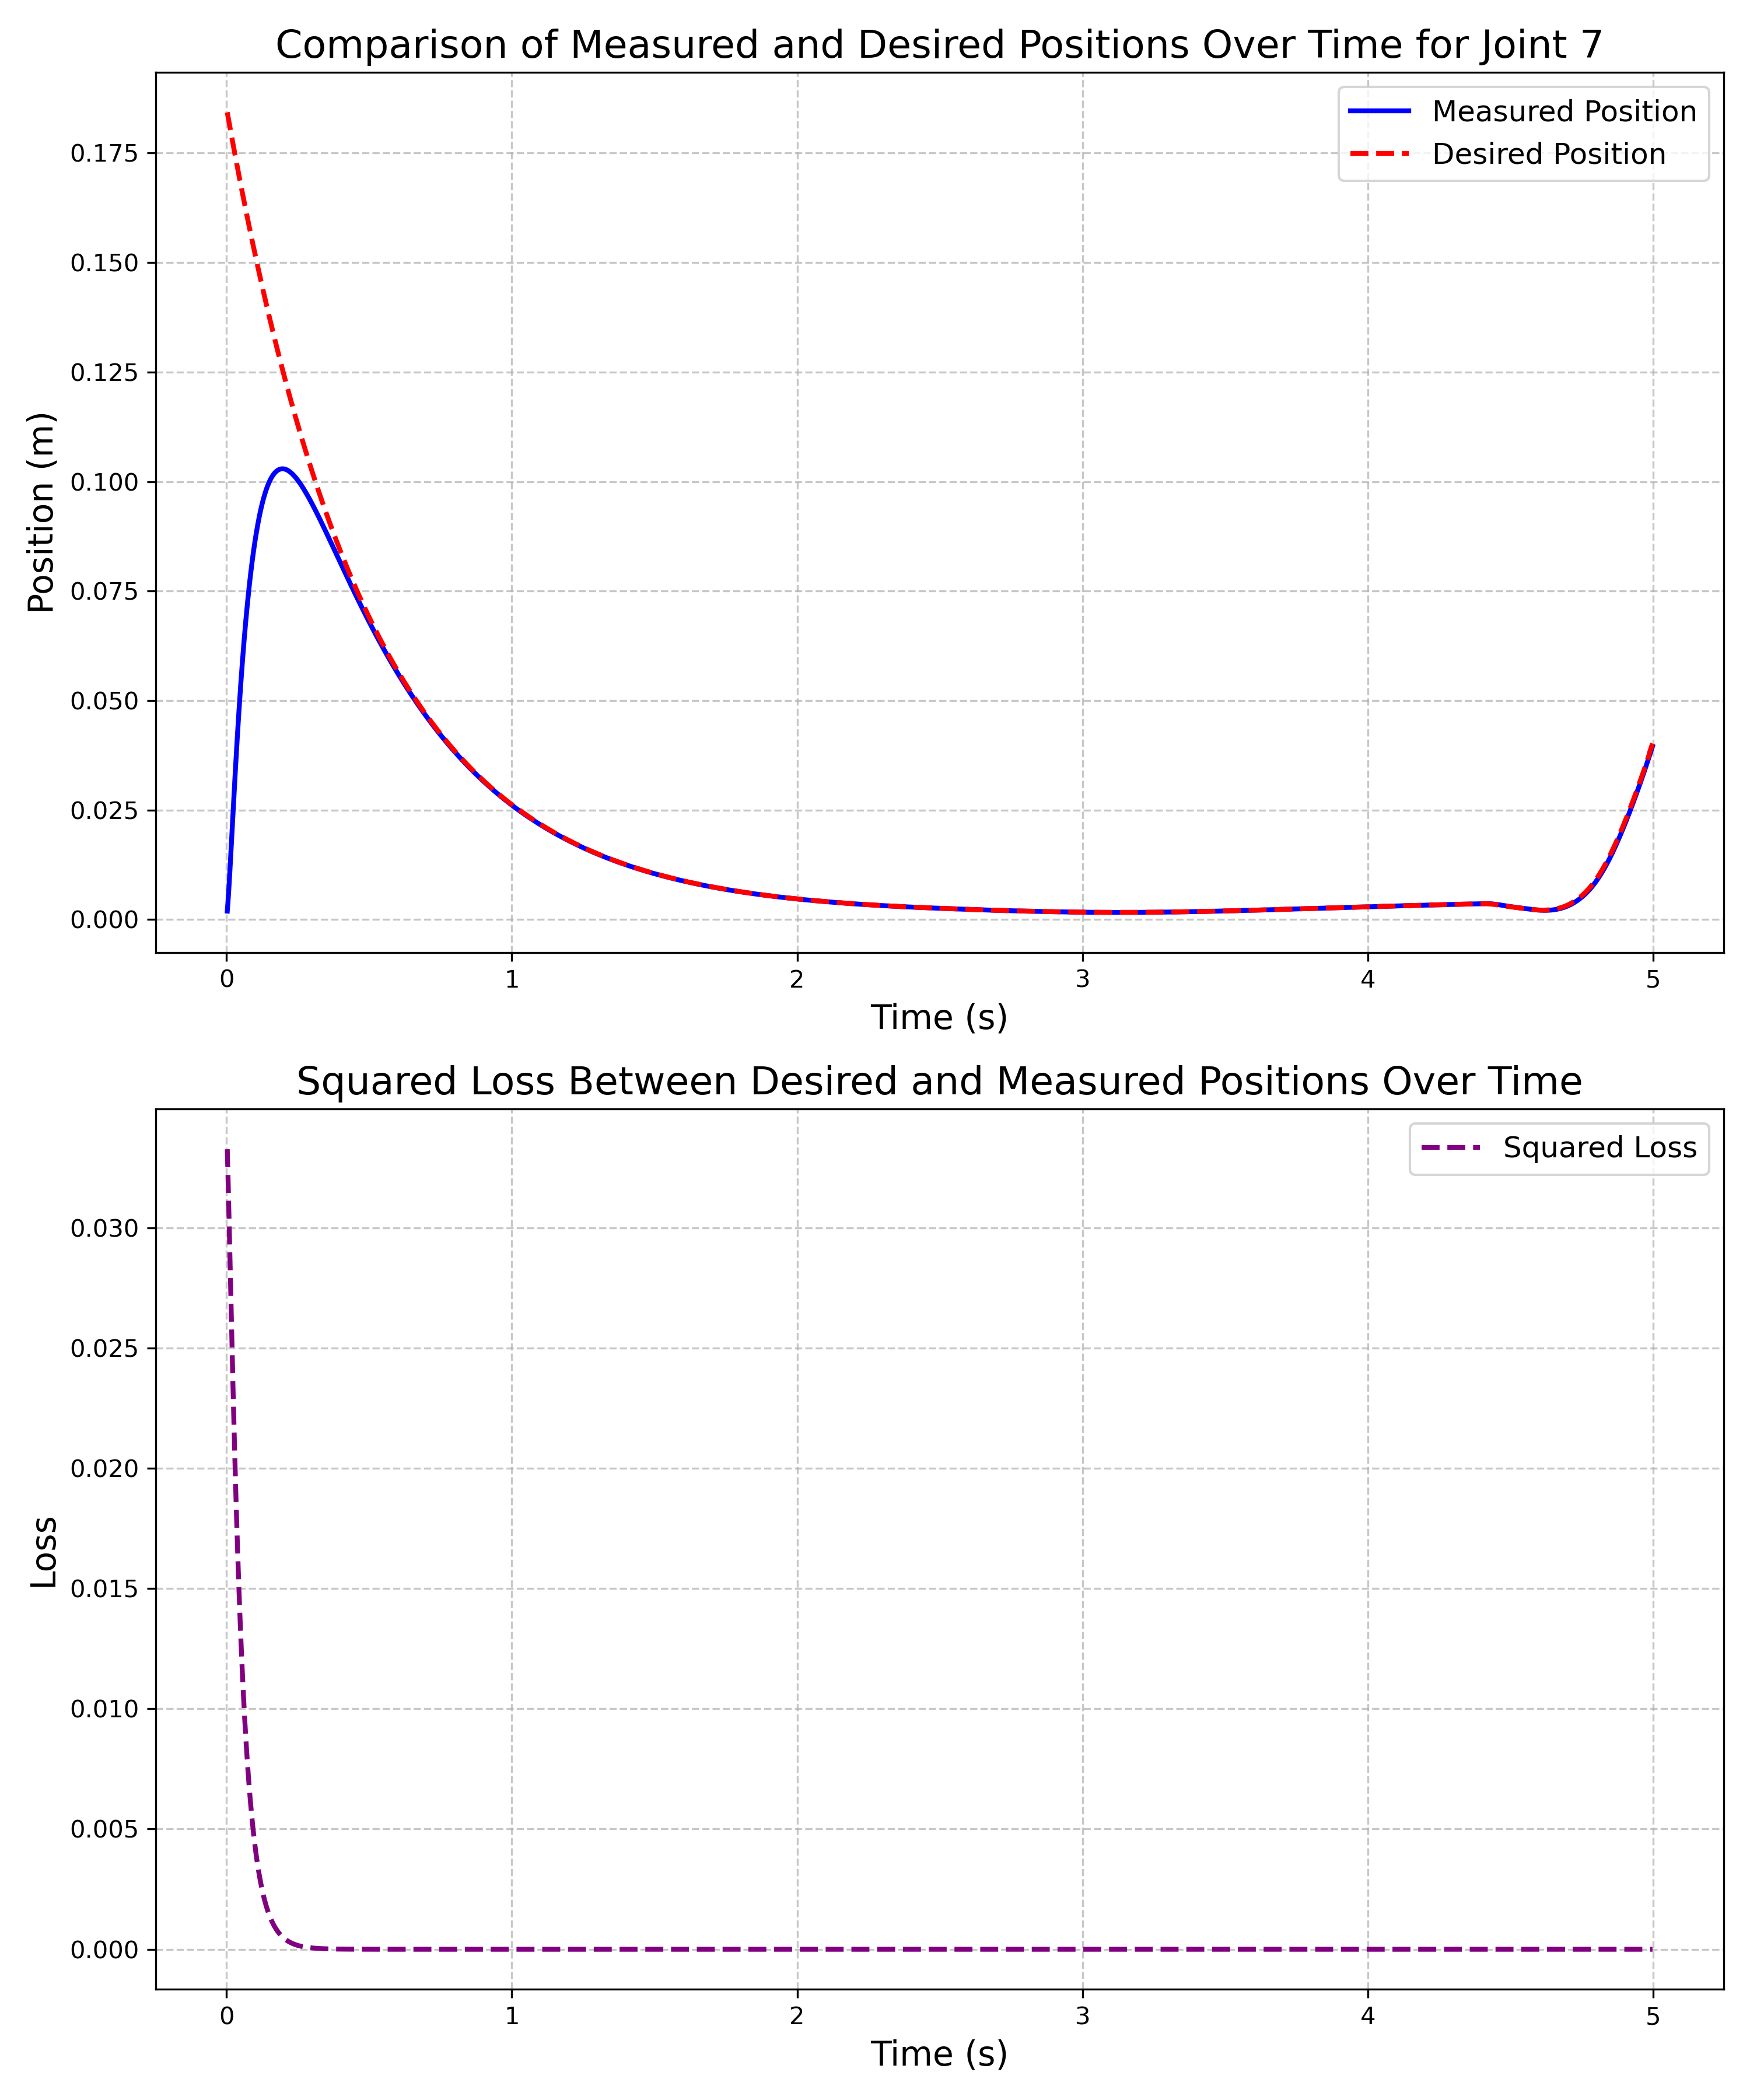 Comparison of Measured and Desired Positions Over Time for Joint 7
Measured Position
Desired Position
Position (m)
0.175
0.150
0.125
0.100
0.075
0.050
0.025
0.000
0 1 2 3 4 5
Time (s)
Squared Loss Between Desired and Measured Positions Over Time
Squared Loss
Loss
0.030
0.025
0.020
0.015
0.010
0.005
0.000
0 1 2 3 4 5
Time (s)